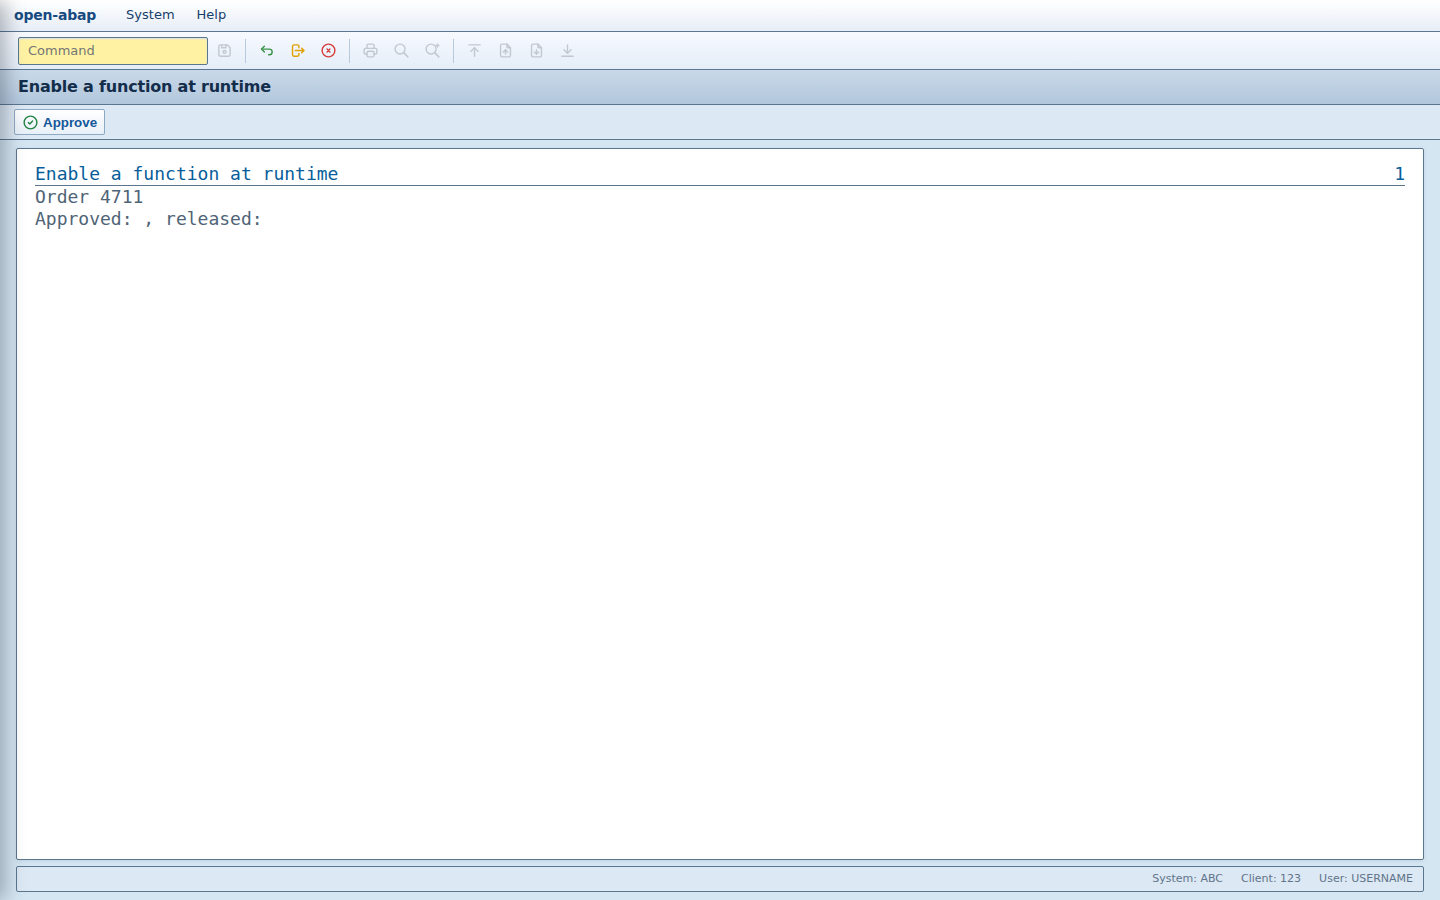 open-abap System Help
Command
Enable a function at runtime
Approve
Enable a function at runtime 1
Order 4711
Approved: , released:
System: ABC Client: 123 User: USERNAME